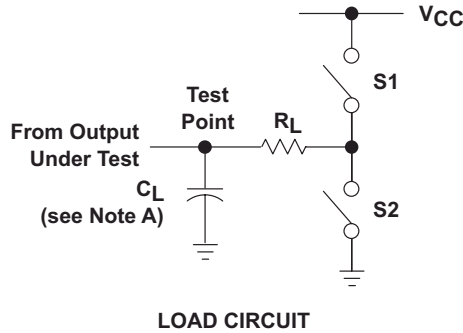 VCC
S1
Test
Point
RL
From Output
Under Test
CL
(see Note A)
S2
LOAD CIRCUIT